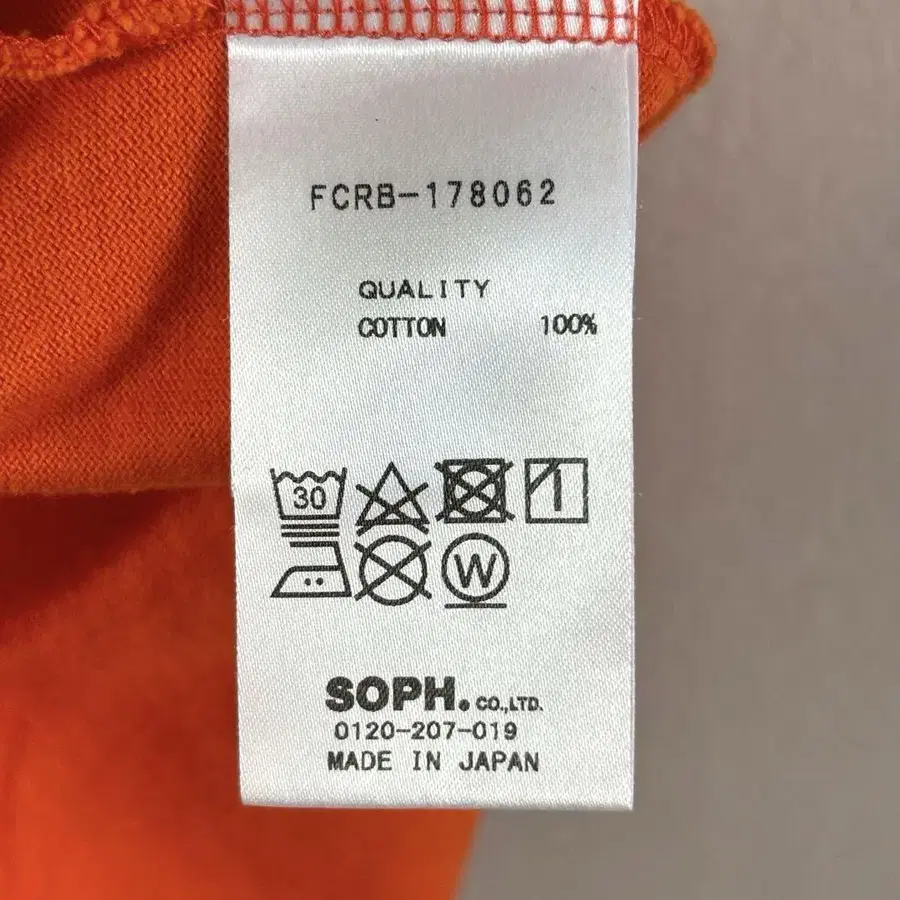 FCRB-178062
QUALITY
COTTON 100%
30
W
SOPH. CO.,LTD.
0120-207-019
MADE IN JAPAN